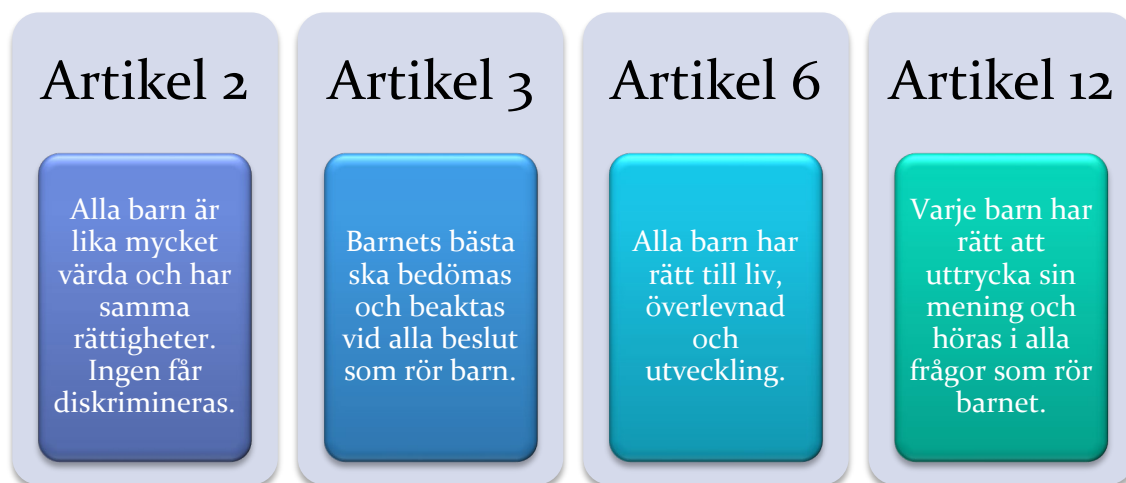 Artikel 2
Alla barn är
lika mycket
värda och har
samma
rättigheter.
Ingen får
diskrimineras.
Artikel 3
Barnets bästa
ska bedömas
och beaktas
vid alla beslut
som rör barn.
Artikel 6
Alla barn har
rätt till liv,
överlevnad
och
utveckling.
Artikel 12
Varje barn har
rätt att
uttrycka sin
mening och
höras i alla
frågor som rör
barnet.